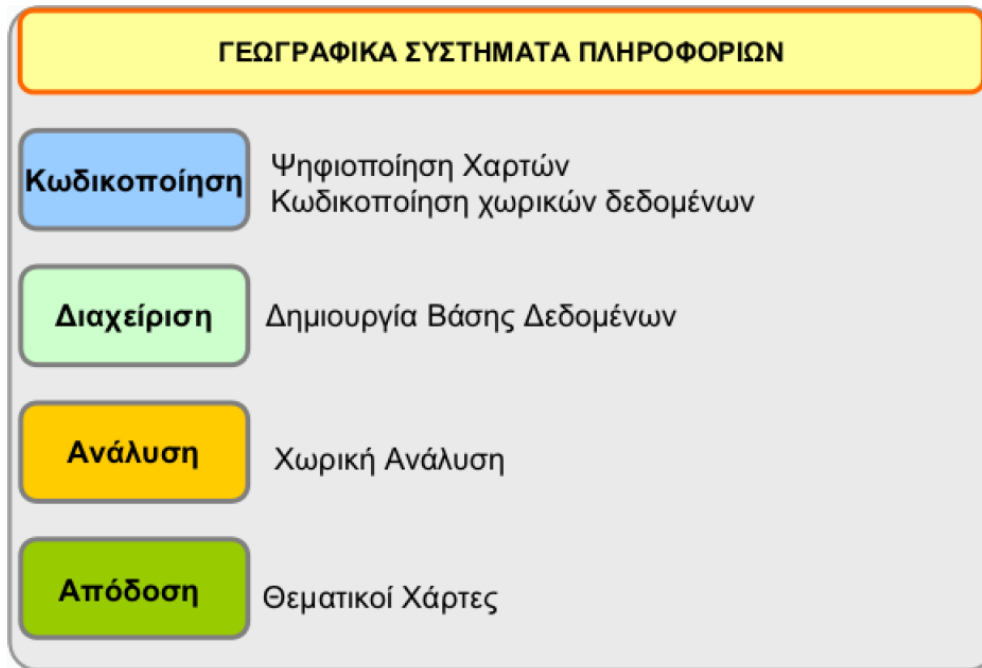 ΓΕΩΓΡΑΦΙΚΑ ΣΥΣΤΗΜΑΤΑ ΠΛΗΡΟΦΟΡΙΩΝ
Κωδικοποίηση
Ψηφιοποίηση Χαρτών
Κωδικοποίηση χωρικών δεδομένων
Διαχείριση
Δημιουργία Βάσης Δεδομένων
Ανάλυση
Χωρική Ανάλυση
Απόδοση
Θεματικοί Χάρτες